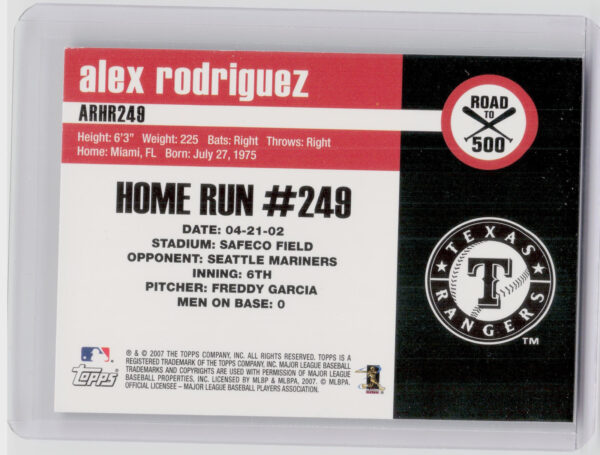 alex rodriguez
ARHR249
Height: 6'3" Weight: 225 Bats: Right Throws: Right
Home: Miami, FL Born: July 27, 1975
ROAD
TO
500
HOME RUN #249
DATE: 04-21-02
STADIUM: SAFECO FIELD
OPPONENT: SEATTLE MARINERS
INNING: 6TH
PITCHER: FREDDY GARCIA
MEN ON BASE: 0
TEXAS
T
RANGERS
TM
® & © 2007 THE TOPPS COMPANY, INC. ALL RIGHTS RESERVED. TOPPS IS A
REGISTERED TRADEMARK OF THE TOPPS COMPANY, INC. MAJOR LEAGUE BASEBALL
TRADEMARKS AND COPYRIGHTS ARE USED WITH PERMISSION OF MAJOR LEAGUE
BASEBALL PROPERTIES, INC. LICENSED BY MLBP & MLBPA, 2007. © MLBPA.
OFFICIAL LICENSEE – MAJOR LEAGUE BASEBALL PLAYERS ASSOCIATION.
topps